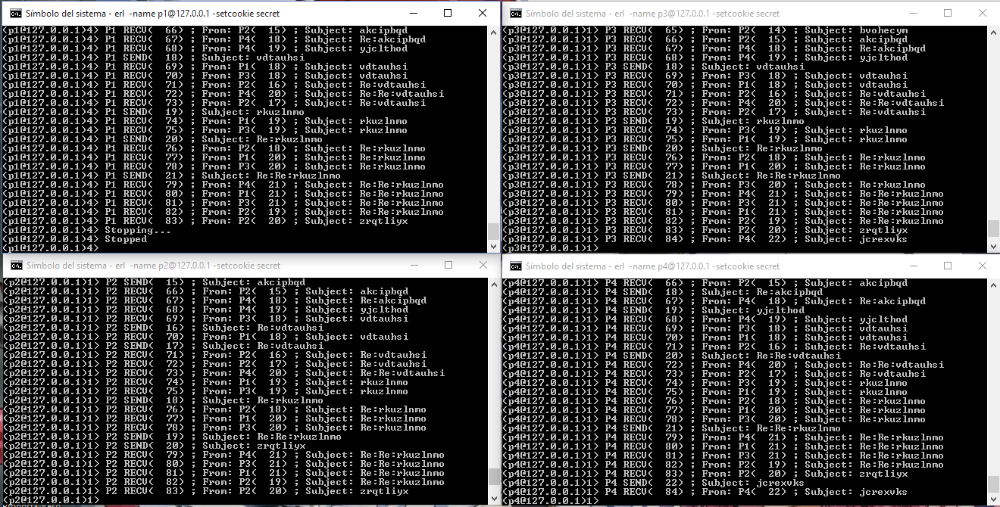 Símbolo del sistema - erl -name p1@127.0.0.1 -setcookie secret
(p1@127.0.0.1)4> P1 RECV(  66) ; From: P2(  15) ; Subject: akcipbqd
(p1@127.0.0.1)4> P1 RECV(  67) ; From: P4(  18) ; Subject: Re:akcipbqd
(p1@127.0.0.1)4> P1 RECV(  68) ; From: P4(  19) ; Subject: yjclthod
(p1@127.0.0.1)4> P1 SEND(  18) ; Subject: vdtauhsi
(p1@127.0.0.1)4> P1 RECV(  69) ; From: P1(  18) ; Subject: vdtauhsi
(p1@127.0.0.1)4> P1 RECV(  70) ; From: P3(  18) ; Subject: vdtauhsi
(p1@127.0.0.1)4> P1 RECV(  71) ; From: P2(  16) ; Subject: Re:vdtauhsi
(p1@127.0.0.1)4> P1 RECV(  72) ; From: P4(  20) ; Subject: Re:Re:vdtauhsi
(p1@127.0.0.1)4> P1 RECV(  73) ; From: P2(  17) ; Subject: Re:vdtauhsi
(p1@127.0.0.1)4> P1 SEND(  19) ; Subject: rkuzlnmo
(p1@127.0.0.1)4> P1 RECV(  74) ; From: P1(  19) ; Subject: rkuzlnmo
(p1@127.0.0.1)4> P1 RECV(  75) ; From: P3(  19) ; Subject: rkuzlnmo
(p1@127.0.0.1)4> P1 SEND(  20) ; Subject: Re:rkuzlnmo
(p1@127.0.0.1)4> P1 RECV(  76) ; From: P2(  18) ; Subject: Re:rkuzlnmo
(p1@127.0.0.1)4> P1 RECV(  77) ; From: P1(  20) ; Subject: Re:rkuzlnmo
(p1@127.0.0.1)4> P1 RECV(  78) ; From: P3(  20) ; Subject: Re:rkuzlnmo
(p1@127.0.0.1)4> P1 SEND(  21) ; Subject: Re:Re:rkuzlnmo
(p1@127.0.0.1)4> P1 RECV(  79) ; From: P4(  21) ; Subject: Re:Re:rkuzlnmo
(p1@127.0.0.1)4> P1 RECV(  80) ; From: P1(  21) ; Subject: Re:Re:rkuzlnmo
(p1@127.0.0.1)4> P1 RECV(  81) ; From: P3(  21) ; Subject: Re:Re:rkuzlnmo
(p1@127.0.0.1)4> P1 RECV(  82) ; From: P2(  19) ; Subject: Re:Re:rkuzlnmo
(p1@127.0.0.1)4> P1 RECV(  83) ; From: P2(  20) ; Subject: zrqtliyx
(p1@127.0.0.1)4> Stopping...
(p1@127.0.0.1)4> Stopped
(p1@127.0.0.1)4>
Símbolo del sistema - erl -name p3@127.0.0.1 -setcookie secret
(p3@127.0.0.1)1> P3 RECV(  65) ; From: P2(  14) ; Subject: bvohecym
(p3@127.0.0.1)1> P3 RECV(  66) ; From: P2(  15) ; Subject: akcipbqd
(p3@127.0.0.1)1> P3 RECV(  67) ; From: P4(  18) ; Subject: Re:akcipbqd
(p3@127.0.0.1)1> P3 RECV(  68) ; From: P4(  19) ; Subject: yjclthod
(p3@127.0.0.1)1> P3 SEND(  18) ; Subject: vdtauhsi
(p3@127.0.0.1)1> P3 RECV(  69) ; From: P3(  18) ; Subject: vdtauhsi
(p3@127.0.0.1)1> P3 RECV(  70) ; From: P1(  18) ; Subject: vdtauhsi
(p3@127.0.0.1)1> P3 RECV(  71) ; From: P2(  16) ; Subject: Re:vdtauhsi
(p3@127.0.0.1)1> P3 RECV(  72) ; From: P4(  20) ; Subject: Re:Re:vdtauhsi
(p3@127.0.0.1)1> P3 RECV(  73) ; From: P2(  17) ; Subject: Re:vdtauhsi
(p3@127.0.0.1)1> P3 SEND(  19) ; Subject: rkuzlnmo
(p3@127.0.0.1)1> P3 RECV(  74) ; From: P3(  19) ; Subject: rkuzlnmo
(p3@127.0.0.1)1> P3 RECV(  75) ; From: P1(  19) ; Subject: rkuzlnmo
(p3@127.0.0.1)1> P3 SEND(  20) ; Subject: Re:rkuzlnmo
(p3@127.0.0.1)1> P3 RECV(  76) ; From: P2(  18) ; Subject: Re:rkuzlnmo
(p3@127.0.0.1)1> P3 RECV(  77) ; From: P1(  20) ; Subject: Re:rkuzlnmo
(p3@127.0.0.1)1> P3 SEND(  21) ; Subject: Re:Re:rkuzlnmo
(p3@127.0.0.1)1> P3 RECV(  78) ; From: P3(  20) ; Subject: Re:rkuzlnmo
(p3@127.0.0.1)1> P3 RECV(  79) ; From: P4(  21) ; Subject: Re:Re:rkuzlnmo
(p3@127.0.0.1)1> P3 RECV(  80) ; From: P3(  21) ; Subject: Re:Re:rkuzlnmo
(p3@127.0.0.1)1> P3 RECV(  81) ; From: P1(  21) ; Subject: Re:Re:rkuzlnmo
(p3@127.0.0.1)1> P3 RECV(  82) ; From: P2(  19) ; Subject: Re:Re:rkuzlnmo
(p3@127.0.0.1)1> P3 RECV(  83) ; From: P2(  20) ; Subject: zrqtliyx
(p3@127.0.0.1)1> P3 RECV(  84) ; From: P4(  22) ; Subject: jcrexvks
(p3@127.0.0.1)1>
Símbolo del sistema - erl -name p2@127.0.0.1 -setcookie secret
(p2@127.0.0.1)1> P2 SEND(  15) ; Subject: akcipbqd
(p2@127.0.0.1)1> P2 RECV(  66) ; From: P2(  15) ; Subject: akcipbqd
(p2@127.0.0.1)1> P2 RECV(  67) ; From: P4(  18) ; Subject: Re:akcipbqd
(p2@127.0.0.1)1> P2 RECV(  68) ; From: P4(  19) ; Subject: yjclthod
(p2@127.0.0.1)1> P2 RECV(  69) ; From: P3(  18) ; Subject: vdtauhsi
(p2@127.0.0.1)1> P2 SEND(  16) ; Subject: Re:vdtauhsi
(p2@127.0.0.1)1> P2 RECV(  70) ; From: P1(  18) ; Subject: vdtauhsi
(p2@127.0.0.1)1> P2 SEND(  17) ; Subject: Re:vdtauhsi
(p2@127.0.0.1)1> P2 RECV(  71) ; From: P2(  16) ; Subject: Re:vdtauhsi
(p2@127.0.0.1)1> P2 RECV(  72) ; From: P2(  17) ; Subject: Re:vdtauhsi
(p2@127.0.0.1)1> P2 RECV(  73) ; From: P4(  20) ; Subject: Re:Re:vdtauhsi
(p2@127.0.0.1)1> P2 RECV(  74) ; From: P1(  19) ; Subject: rkuzlnmo
(p2@127.0.0.1)1> P2 RECV(  75) ; From: P3(  19) ; Subject: rkuzlnmo
(p2@127.0.0.1)1> P2 SEND(  18) ; Subject: Re:rkuzlnmo
(p2@127.0.0.1)1> P2 RECV(  76) ; From: P2(  18) ; Subject: Re:rkuzlnmo
(p2@127.0.0.1)1> P2 RECV(  77) ; From: P1(  20) ; Subject: Re:rkuzlnmo
(p2@127.0.0.1)1> P2 RECV(  78) ; From: P3(  20) ; Subject: Re:rkuzlnmo
(p2@127.0.0.1)1> P2 SEND(  19) ; Subject: Re:Re:rkuzlnmo
(p2@127.0.0.1)1> P2 SEND(  20) ; Subject: zrqtliyx
(p2@127.0.0.1)1> P2 RECV(  79) ; From: P4(  21) ; Subject: Re:Re:rkuzlnmo
(p2@127.0.0.1)1> P2 RECV(  80) ; From: P3(  21) ; Subject: Re:Re:rkuzlnmo
(p2@127.0.0.1)1> P2 RECV(  81) ; From: P1(  21) ; Subject: Re:Re:rkuzlnmo
(p2@127.0.0.1)1> P2 RECV(  82) ; From: P2(  19) ; Subject: Re:Re:rkuzlnmo
(p2@127.0.0.1)1> P2 RECV(  83) ; From: P2(  20) ; Subject: zrqtliyx
(p2@127.0.0.1)1>
Símbolo del sistema - erl -name p4@127.0.0.1 -setcookie secret
(p4@127.0.0.1)1> P4 RECV(  66) ; From: P2(  15) ; Subject: akcipbqd
(p4@127.0.0.1)1> P4 SEND(  18) ; Subject: Re:akcipbqd
(p4@127.0.0.1)1> P4 RECV(  67) ; From: P4(  18) ; Subject: Re:akcipbqd
(p4@127.0.0.1)1> P4 SEND(  19) ; Subject: yjclthod
(p4@127.0.0.1)1> P4 RECV(  68) ; From: P4(  19) ; Subject: yjclthod
(p4@127.0.0.1)1> P4 RECV(  69) ; From: P3(  18) ; Subject: vdtauhsi
(p4@127.0.0.1)1> P4 RECV(  70) ; From: P1(  18) ; Subject: vdtauhsi
(p4@127.0.0.1)1> P4 RECV(  71) ; From: P2(  16) ; Subject: Re:vdtauhsi
(p4@127.0.0.1)1> P4 SEND(  20) ; Subject: Re:Re:vdtauhsi
(p4@127.0.0.1)1> P4 RECV(  72) ; From: P4(  20) ; Subject: Re:Re:vdtauhsi
(p4@127.0.0.1)1> P4 RECV(  73) ; From: P2(  17) ; Subject: Re:vdtauhsi
(p4@127.0.0.1)1> P4 RECV(  74) ; From: P3(  19) ; Subject: rkuzlnmo
(p4@127.0.0.1)1> P4 RECV(  75) ; From: P1(  19) ; Subject: rkuzlnmo
(p4@127.0.0.1)1> P4 RECV(  76) ; From: P2(  18) ; Subject: Re:rkuzlnmo
(p4@127.0.0.1)1> P4 RECV(  77) ; From: P1(  20) ; Subject: Re:rkuzlnmo
(p4@127.0.0.1)1> P4 RECV(  78) ; From: P3(  20) ; Subject: Re:rkuzlnmo
(p4@127.0.0.1)1> P4 SEND(  21) ; Subject: Re:Re:rkuzlnmo
(p4@127.0.0.1)1> P4 RECV(  79) ; From: P4(  21) ; Subject: Re:Re:rkuzlnmo
(p4@127.0.0.1)1> P4 RECV(  80) ; From: P1(  21) ; Subject: Re:Re:rkuzlnmo
(p4@127.0.0.1)1> P4 RECV(  81) ; From: P3(  21) ; Subject: Re:Re:rkuzlnmo
(p4@127.0.0.1)1> P4 RECV(  82) ; From: P2(  19) ; Subject: Re:Re:rkuzlnmo
(p4@127.0.0.1)1> P4 RECV(  83) ; From: P2(  20) ; Subject: zrqtliyx
(p4@127.0.0.1)1> P4 SEND(  22) ; Subject: jcrexvks
(p4@127.0.0.1)1> P4 RECV(  84) ; From: P4(  22) ; Subject: jcrexvks
(p4@127.0.0.1)1>